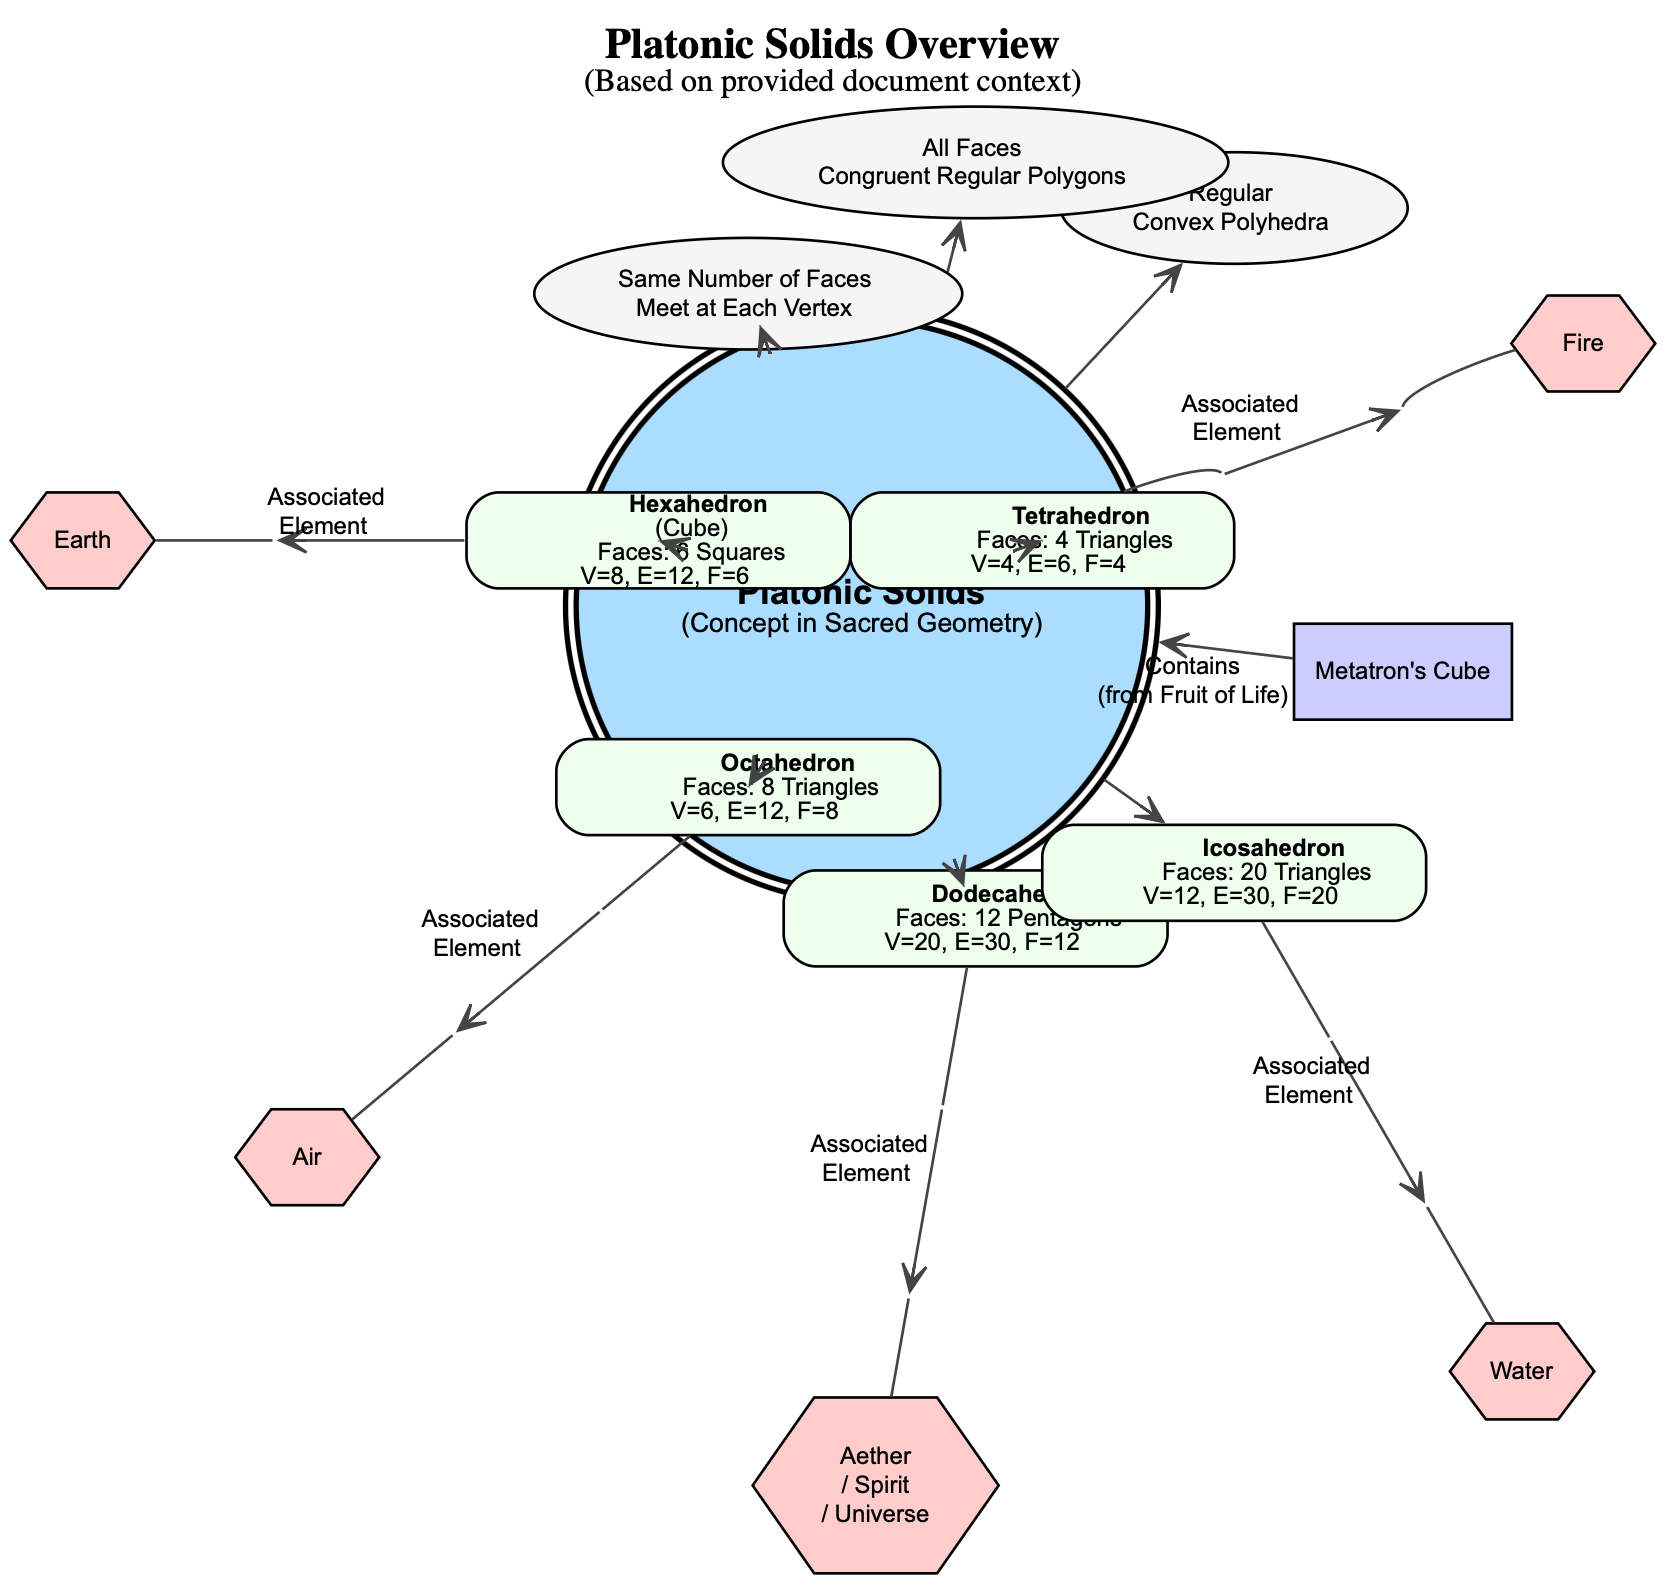 Platonic Solids Overview
(Based on provided document context)
All Faces
Congruent Regular Polygons
Regular
Convex Polyhedra
Same Number of Faces
Meet at Each Vertex
Fire
Associated
Element
Associated
Element
Earth
Hexahedron
(Cube)
Faces: 6 Squares
V=8, E=12, F=6
Tetrahedron
Faces: 4 Triangles
V=4, E=6, F=4
Platonic Solids
(Concept in Sacred Geometry)
Contains
(from Fruit of Life)
Metatron's Cube
Octahedron
Faces: 8 Triangles
V=6, E=12, F=8
Icosahedron
Faces: 20 Triangles
V=12, E=30, F=20
Dodecahe
Faces: 12 Pentagons
V=20, E=30, F=12
Associated
Element
Associated
Element
Associated
Element
Air
Water
Aether
/ Spirit
/ Universe